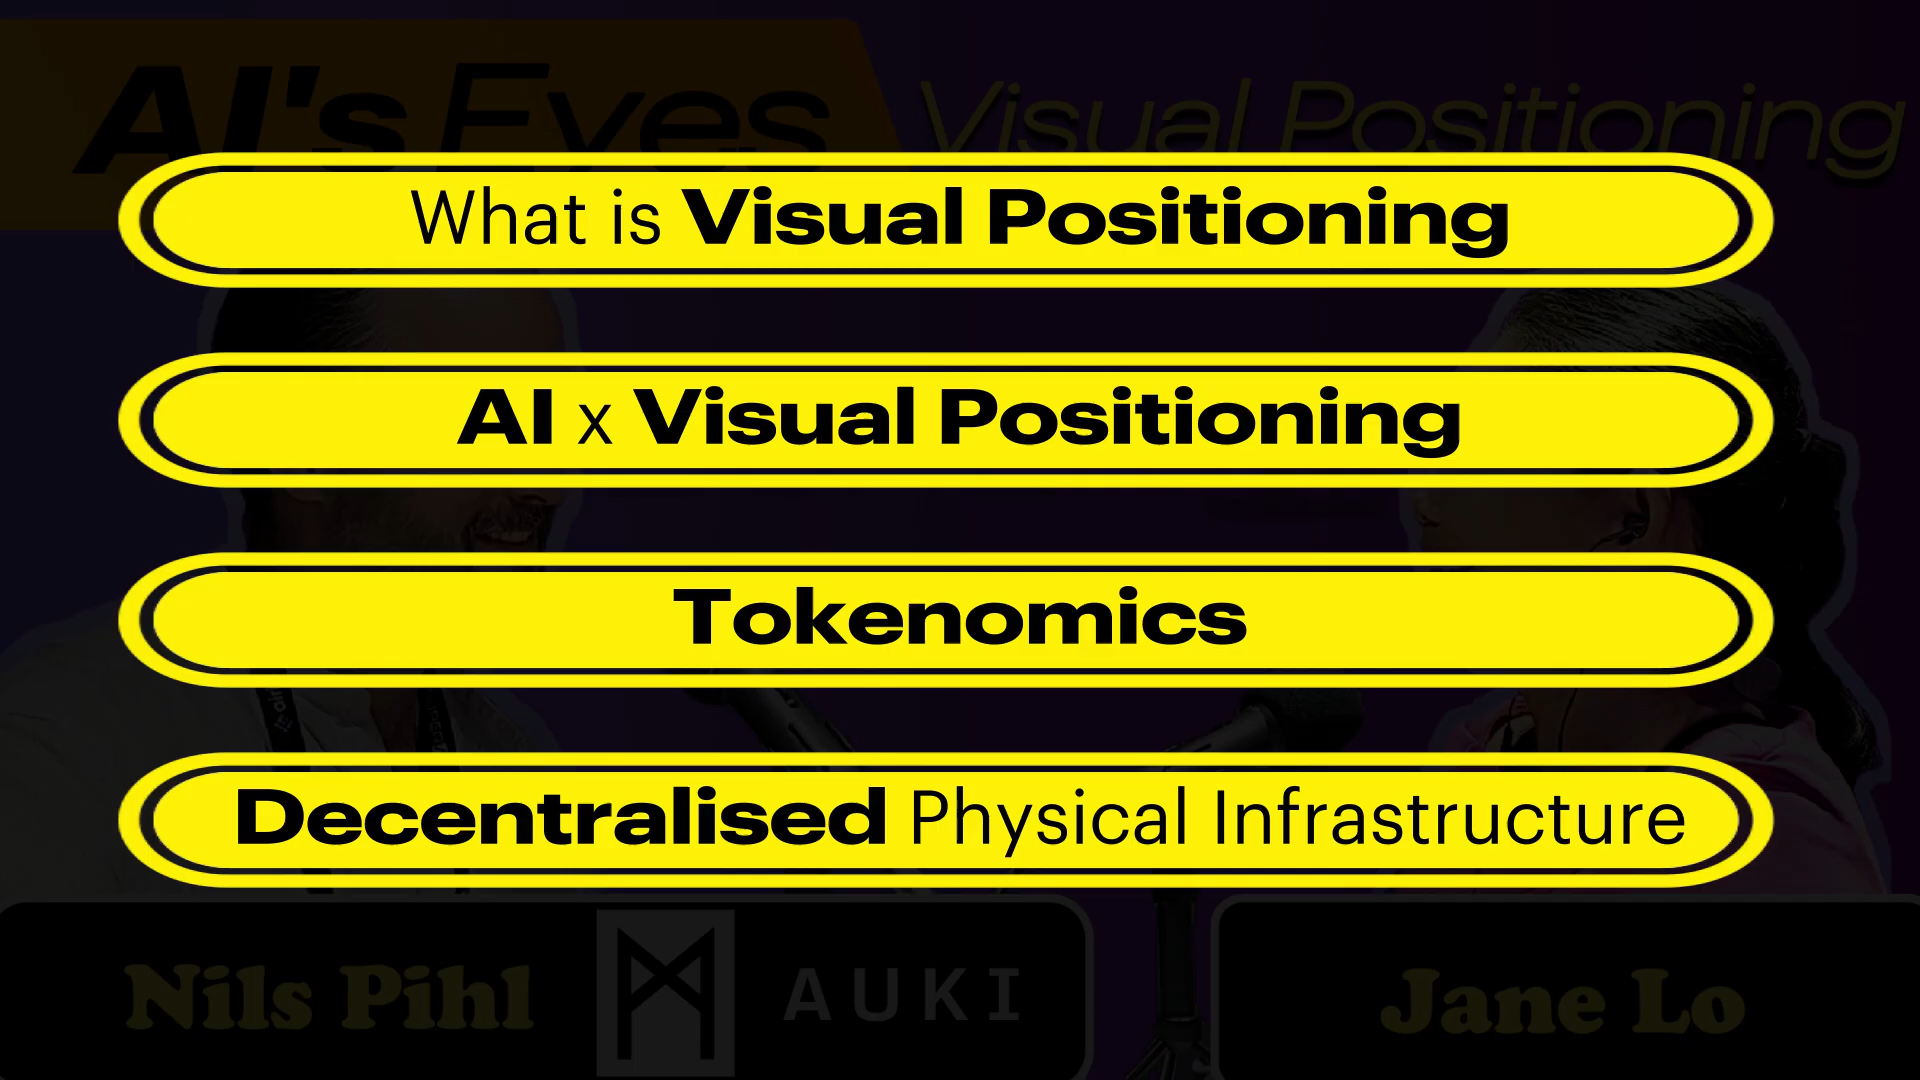 AI's Eyes Visual Positioning
What is Visual Positioning
AI x Visual Positioning
Tokenomics
Decentralised Physical Infrastructure
Nils Pihl AUKI Jane Lo